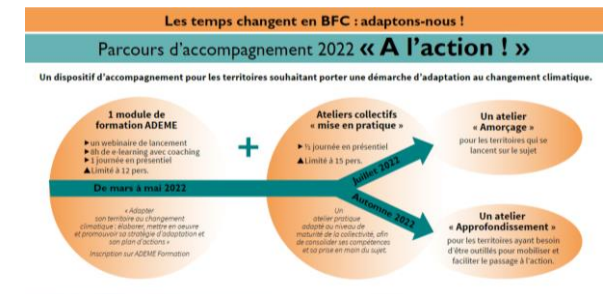 Les temps changent en BFC : adaptons-nous !
Parcours d'accompagnement 2022 « A l'action ! »
Un dispositif d'accompagnement pour les territoires souhaitant porter une démarche d'adaptation au changement climatique.
1 module de
formation ADEME
►un webinaire de lancement
►8h de e-learning avec coaching
►1 journée en présentiel
▲Limité à 12 pers.
De mars à mai 2022
« Adapter
son territoire au changement
climatique : élaborer, mettre en oeuvre
et promouvoir sa stratégie d'adaptation et
son plan d'actions »
Inscription sur ADEME Formation
+
Ateliers collectifs
« mise en pratique »
►½ journée en présentiel
▲Limité à 15 pers.
Un
atelier pratique
adapté au niveau de
maturité de la collectivité, afin
de consolider ses compétences
et sa prise en main du sujet.
Juillet 2022
Automne 2022
Un atelier
« Amorçage »
pour les territoires qui se
lancent sur le sujet
Un atelier
« Approfondissement »
pour les territoires ayant besoin
d'être outillés pour mobiliser et
faciliter le passage à l'action.